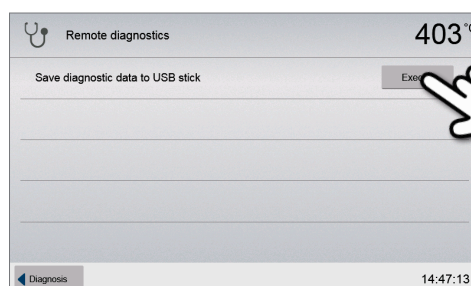 Remote diagnostics
403°
Save diagnostic data to USB stick
Diagnosis
14:47:13